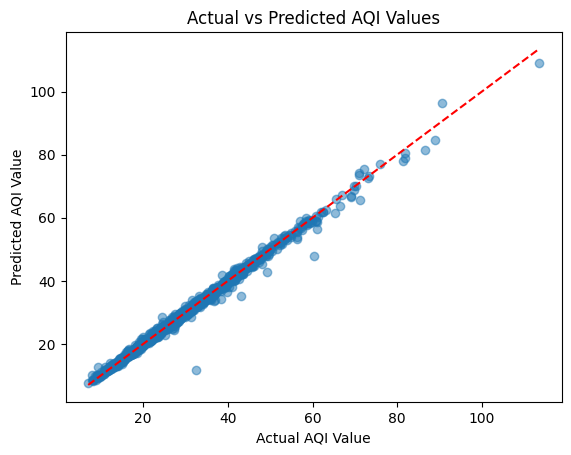 Actual vs Predicted AQI Values
Predicted AQI Value
100
80
60
40
20
20 40 60 80 100
Actual AQI Value